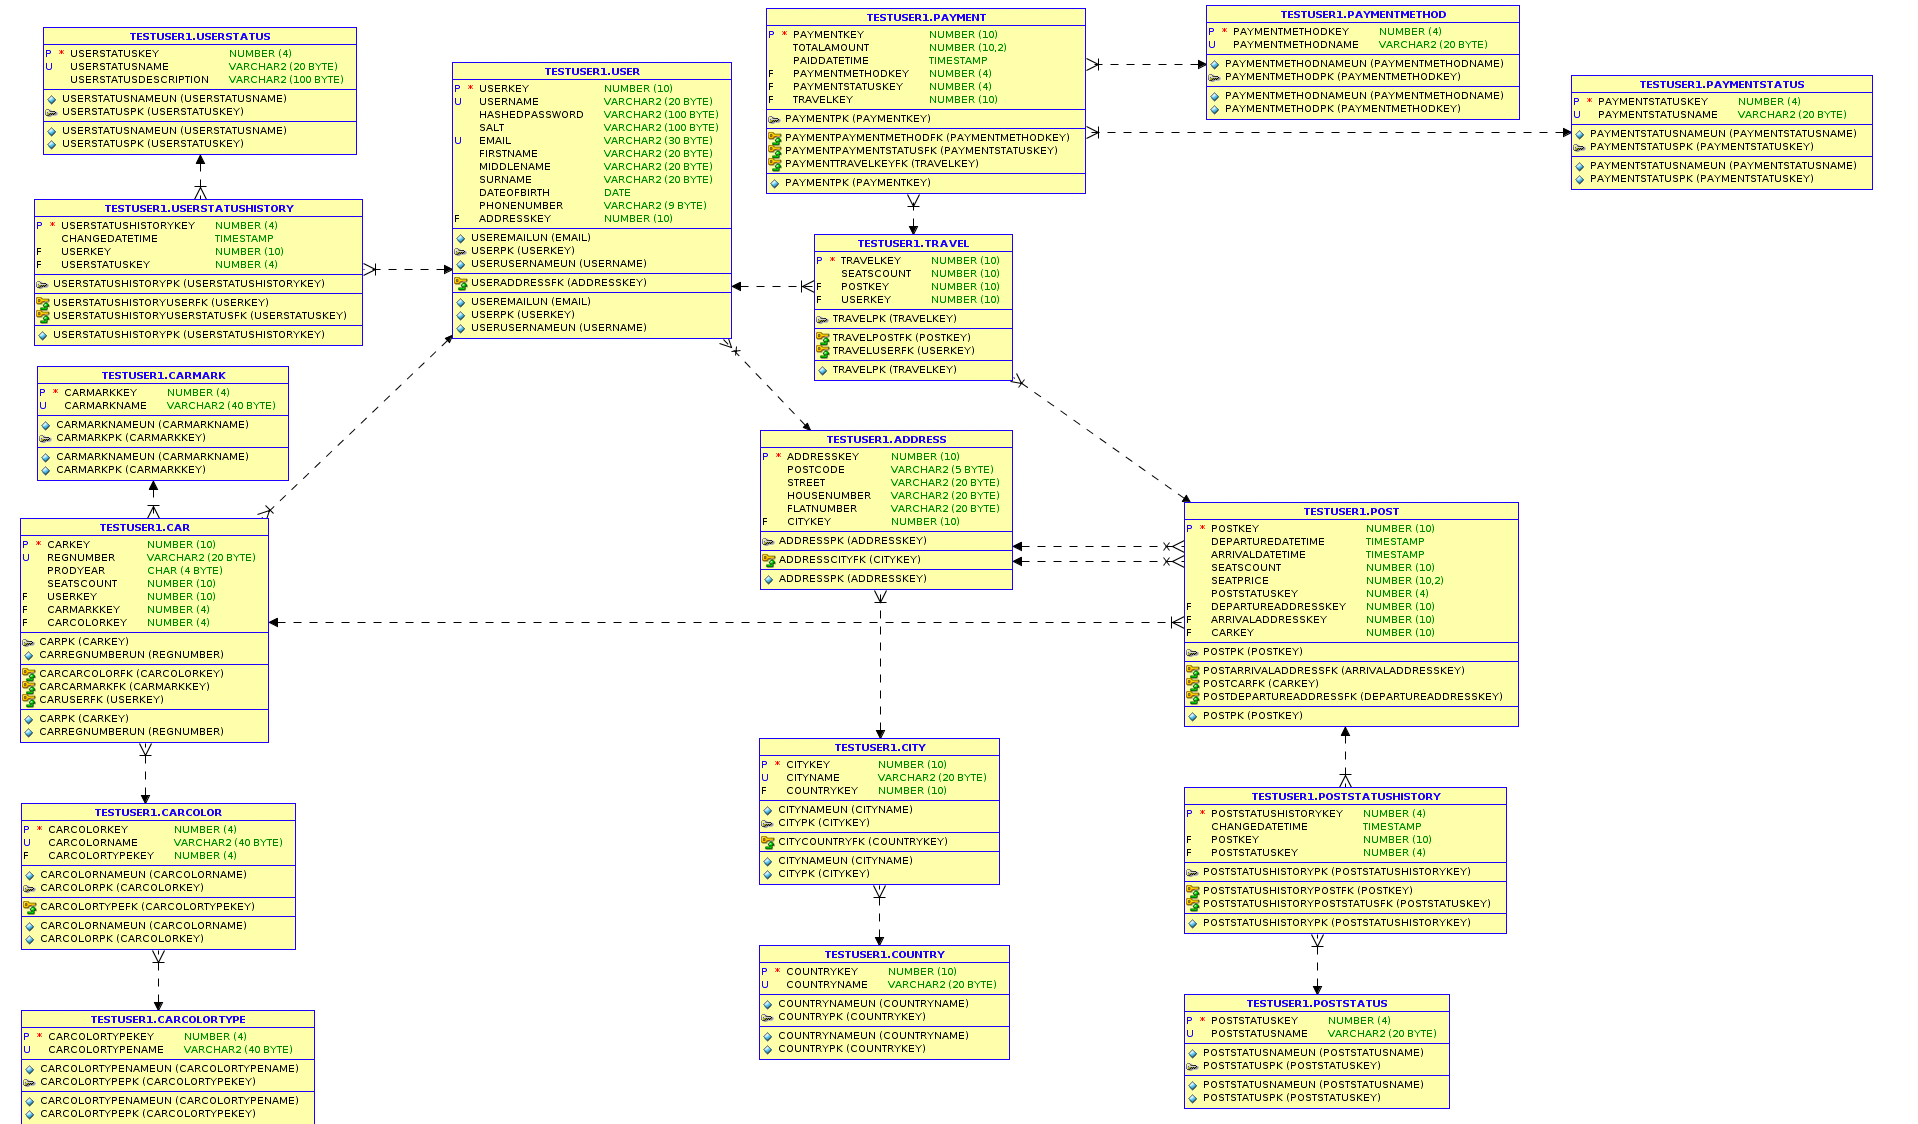 TESTUSER1.USERSTATUS
P * USERSTATUSKEY NUMBER (4)
U USERSTATUSNAME VARCHAR2 (20 BYTE)
USERSTATUSDESCRIPTION VARCHAR2 (100 BYTE)
USERSTATUSNAMEUN (USERSTATUSNAME)
USERSTATUSPK (USERSTATUSKEY)
USERSTATUSNAMEUN (USERSTATUSNAME)
USERSTATUSPK (USERSTATUSKEY)
TESTUSER1.USERSTATUSHISTORY
P * USERSTATUSHISTORYKEY NUMBER (4)
CHANGEDATETIME TIMESTAMP
F USERKEY NUMBER (10)
F USERSTATUSKEY NUMBER (4)
USERSTATUSHISTORYPK (USERSTATUSHISTORYKEY)
USERSTATUSHISTORYUSERFK (USERKEY)
USERSTATUSHISTORYUSERSTATUSFK (USERSTATUSKEY)
USERSTATUSHISTORYPK (USERSTATUSHISTORYKEY)
TESTUSER1.CARMARK
P * CARMARKKEY NUMBER (4)
U CARMARKNAME VARCHAR2 (40 BYTE)
CARMARKNAMEUN (CARMARKNAME)
CARMARKPK (CARMARKKEY)
CARMARKNAMEUN (CARMARKNAME)
CARMARKPK (CARMARKKEY)
TESTUSER1.CAR
P * CARKEY NUMBER (10)
U REGNUMBER VARCHAR2 (20 BYTE)
PRODYEAR CHAR (4 BYTE)
SEATSCOUNT NUMBER (10)
F USERKEY NUMBER (10)
F CARMARKKEY NUMBER (4)
F CARCOLORKEY NUMBER (4)
CARPK (CARKEY)
CARREGNUMBERUN (REGNUMBER)
CARCARCOLORFK (CARCOLORKEY)
CARCARMARKFK (CARMARKKEY)
CARUSERFK (USERKEY)
CARPK (CARKEY)
CARREGNUMBERUN (REGNUMBER)
TESTUSER1.CARCOLOR
P * CARCOLORKEY NUMBER (4)
U CARCOLORNAME VARCHAR2 (40 BYTE)
F CARCOLORTYPEKEY NUMBER (4)
CARCOLORNAMEUN (CARCOLORNAME)
CARCOLORPK (CARCOLORKEY)
CARCOLORTYPEFK (CARCOLORTYPEKEY)
CARCOLORNAMEUN (CARCOLORNAME)
CARCOLORPK (CARCOLORKEY)
TESTUSER1.CARCOLORTYPE
P * CARCOLORTYPEKEY NUMBER (4)
U CARCOLORTYPENAME VARCHAR2 (40 BYTE)
CARCOLORTYPENAMEUN (CARCOLORTYPENAME)
CARCOLORTYPEPK (CARCOLORTYPEKEY)
CARCOLORTYPENAMEUN (CARCOLORTYPENAME)
CARCOLORTYPEPK (CARCOLORTYPEKEY)
TESTUSER1.USER
P * USERKEY NUMBER (10)
U USERNAME VARCHAR2 (20 BYTE)
HASHEDPASSWORD VARCHAR2 (100 BYTE)
SALT VARCHAR2 (100 BYTE)
U EMAIL VARCHAR2 (30 BYTE)
FIRSTNAME VARCHAR2 (20 BYTE)
MIDDLENAME VARCHAR2 (20 BYTE)
SURNAME VARCHAR2 (20 BYTE)
DATEOFBIRTH DATE
PHONENUMBER VARCHAR2 (9 BYTE)
F ADDRESSKEY NUMBER (10)
USEREMAILUN (EMAIL)
USERPK (USERKEY)
USERUSERNAMEUN (USERNAME)
USERADDRESSFK (ADDRESSKEY)
USEREMAILUN (EMAIL)
USERPK (USERKEY)
USERUSERNAMEUN (USERNAME)
TESTUSER1.PAYMENT
P * PAYMENTKEY NUMBER (10)
TOTALAMOUNT NUMBER (10,2)
PAIDDATETIME TIMESTAMP
F PAYMENTMETHODKEY NUMBER (4)
F PAYMENTSTATUSKEY NUMBER (4)
F TRAVELKEY NUMBER (10)
PAYMENTPK (PAYMENTKEY)
PAYMENTPAYMENTMETHODFK (PAYMENTMETHODKEY)
PAYMENTPAYMENTSTATUSFK (PAYMENTSTATUSKEY)
PAYMENTTRAVELKEYFK (TRAVELKEY)
PAYMENTPK (PAYMENTKEY)
TESTUSER1.TRAVEL
P * TRAVELKEY NUMBER (10)
SEATSCOUNT NUMBER (10)
F POSTKEY NUMBER (10)
F USERKEY NUMBER (10)
TRAVELPK (TRAVELKEY)
TRAVELPOSTFK (POSTKEY)
TRAVELUSERFK (USERKEY)
TRAVELPK (TRAVELKEY)
TESTUSER1.ADDRESS
P * ADDRESSKEY NUMBER (10)
POSTCODE VARCHAR2 (5 BYTE)
STREET VARCHAR2 (20 BYTE)
HOUSENUMBER VARCHAR2 (20 BYTE)
FLATNUMBER VARCHAR2 (20 BYTE)
F CITYKEY NUMBER (10)
ADDRESSPK (ADDRESSKEY)
ADDRESSCITYFK (CITYKEY)
ADDRESSPK (ADDRESSKEY)
TESTUSER1.CITY
P * CITYKEY NUMBER (10)
U CITYNAME VARCHAR2 (20 BYTE)
F COUNTRYKEY NUMBER (10)
CITYNAMEUN (CITYNAME)
CITYPK (CITYKEY)
CITYCOUNTRYFK (COUNTRYKEY)
CITYNAMEUN (CITYNAME)
CITYPK (CITYKEY)
TESTUSER1.COUNTRY
P * COUNTRYKEY NUMBER (10)
U COUNTRYNAME VARCHAR2 (20 BYTE)
COUNTRYNAMEUN (COUNTRYNAME)
COUNTRYPK (COUNTRYKEY)
COUNTRYNAMEUN (COUNTRYNAME)
COUNTRYPK (COUNTRYKEY)
TESTUSER1.PAYMENTMETHOD
P * PAYMENTMETHODKEY NUMBER (4)
U PAYMENTMETHODNAME VARCHAR2 (20 BYTE)
PAYMENTMETHODNAMEUN (PAYMENTMETHODNAME)
PAYMENTMETHODPK (PAYMENTMETHODKEY)
PAYMENTMETHODNAMEUN (PAYMENTMETHODNAME)
PAYMENTMETHODPK (PAYMENTMETHODKEY)
TESTUSER1.PAYMENTSTATUS
P * PAYMENTSTATUSKEY NUMBER (4)
U PAYMENTSTATUSNAME VARCHAR2 (20 BYTE)
PAYMENTSTATUSNAMEUN (PAYMENTSTATUSNAME)
PAYMENTSTATUSPK (PAYMENTSTATUSKEY)
PAYMENTSTATUSNAMEUN (PAYMENTSTATUSNAME)
PAYMENTSTATUSPK (PAYMENTSTATUSKEY)
TESTUSER1.POST
P * POSTKEY NUMBER (10)
DEPARTUREDATETIME TIMESTAMP
ARRIVALDATETIME TIMESTAMP
SEATSCOUNT NUMBER (10)
SEATPRICE NUMBER (10,2)
POSTSTATUSKEY NUMBER (4)
F DEPARTUREADDRESSKEY NUMBER (10)
F ARRIVALADDRESSKEY NUMBER (10)
F CARKEY NUMBER (10)
POSTPK (POSTKEY)
POSTARRIVALADDRESSFK (ARRIVALADDRESSKEY)
POSTCARFK (CARKEY)
POSTDEPARTUREADDRESSFK (DEPARTUREADDRESSKEY)
POSTPK (POSTKEY)
TESTUSER1.POSTSTATUSHISTORY
P * POSTSTATUSHISTORYKEY NUMBER (4)
CHANGEDATETIME TIMESTAMP
F POSTKEY NUMBER (10)
F POSTSTATUSKEY NUMBER (4)
POSTSTATUSHISTORYPK (POSTSTATUSHISTORYKEY)
POSTSTATUSHISTORYPOSTFK (POSTKEY)
POSTSTATUSHISTORYPOSTSTATUSFK (POSTSTATUSKEY)
POSTSTATUSHISTORYPK (POSTSTATUSHISTORYKEY)
TESTUSER1.POSTSTATUS
P * POSTSTATUSKEY NUMBER (4)
U POSTSTATUSNAME VARCHAR2 (20 BYTE)
POSTSTATUSNAMEUN (POSTSTATUSNAME)
POSTSTATUSPK (POSTSTATUSKEY)
POSTSTATUSNAMEUN (POSTSTATUSNAME)
POSTSTATUSPK (POSTSTATUSKEY)